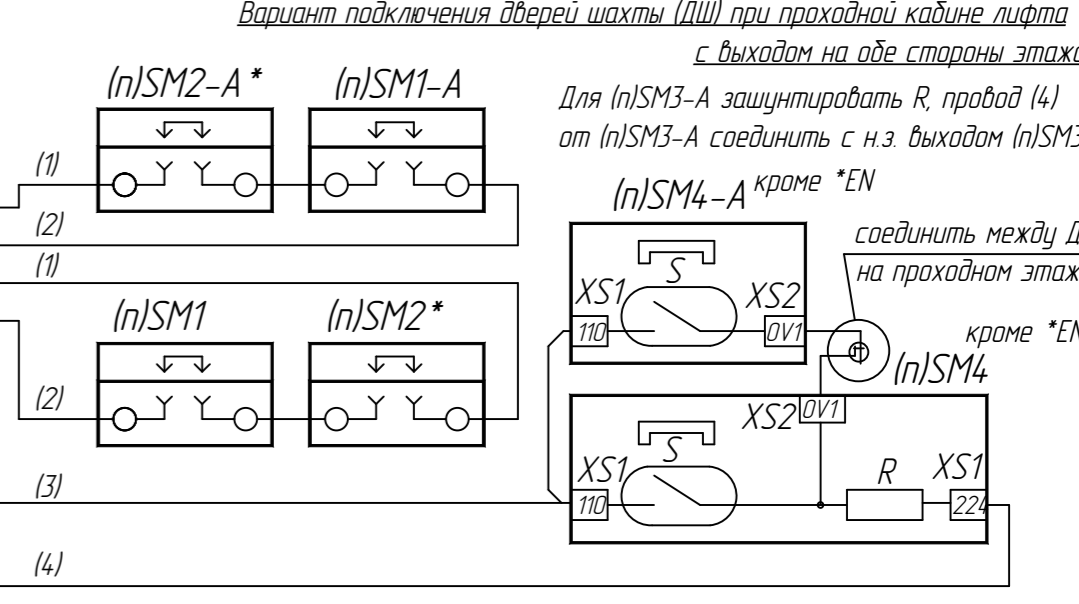 Вариант подключения дверей шахты (ДШ) при проходной кабине лифта
с выходом на обе стороны этажа
Для (п)SM3-А зашунтировать R, провод (4)
от (п)SM3-А соединить с н.з. выходом (п)SM3
(п)SM2-А *
(п)SM1-А
(1)
(2)
(1)
(п)SM4-А кроме *EN
соединить между Д
на проходном этаж
XS1
S
XS2
110
0V1
кроме *EN
(п)SM1
(п)SM2*
(2)
(п)SM4
XS2
0V1
XS1
S
R
XS1
110
224
(3)
(4)